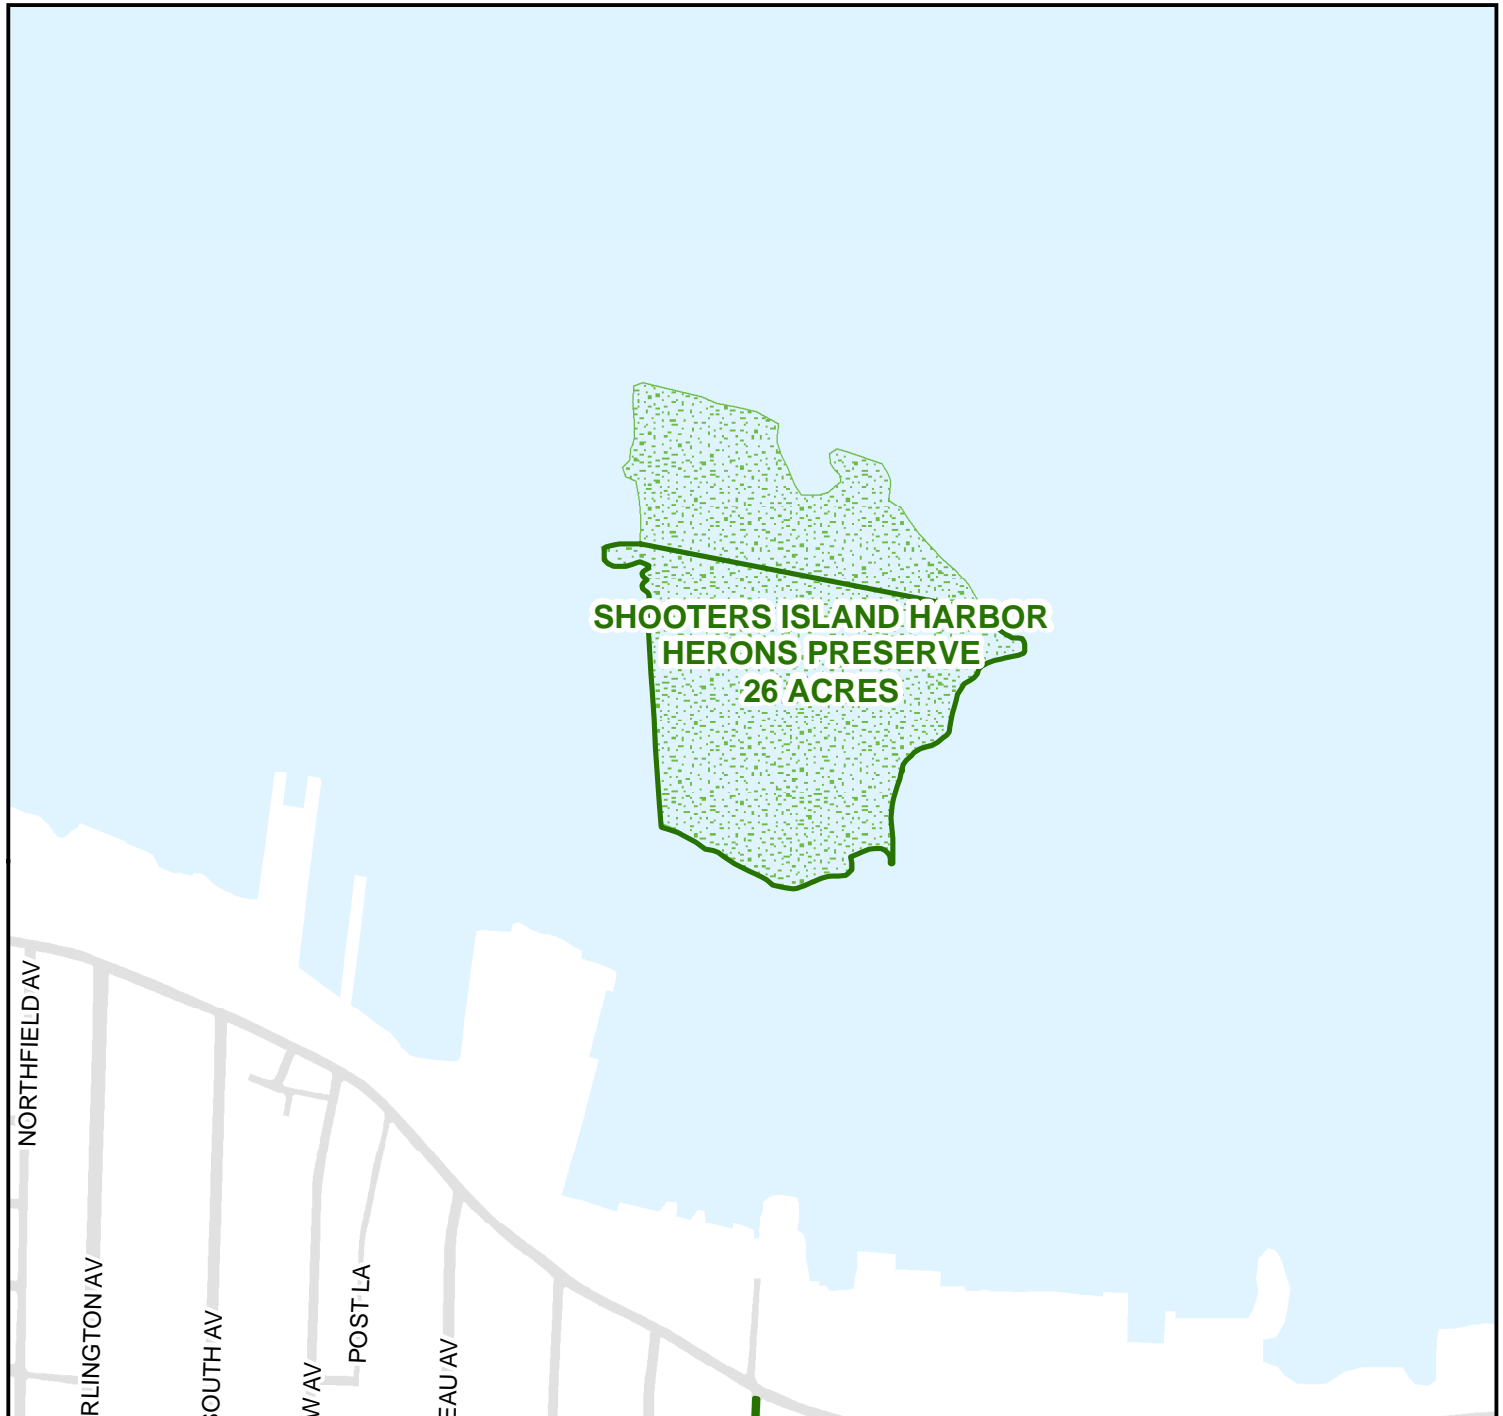 SHOOTERS ISLAND HARBOR
HERONS PRESERVE
26 ACRES
NORTHFIELD AV
RLINGTON AV
SOUTH AV
W AV
POST LA
EAU AV